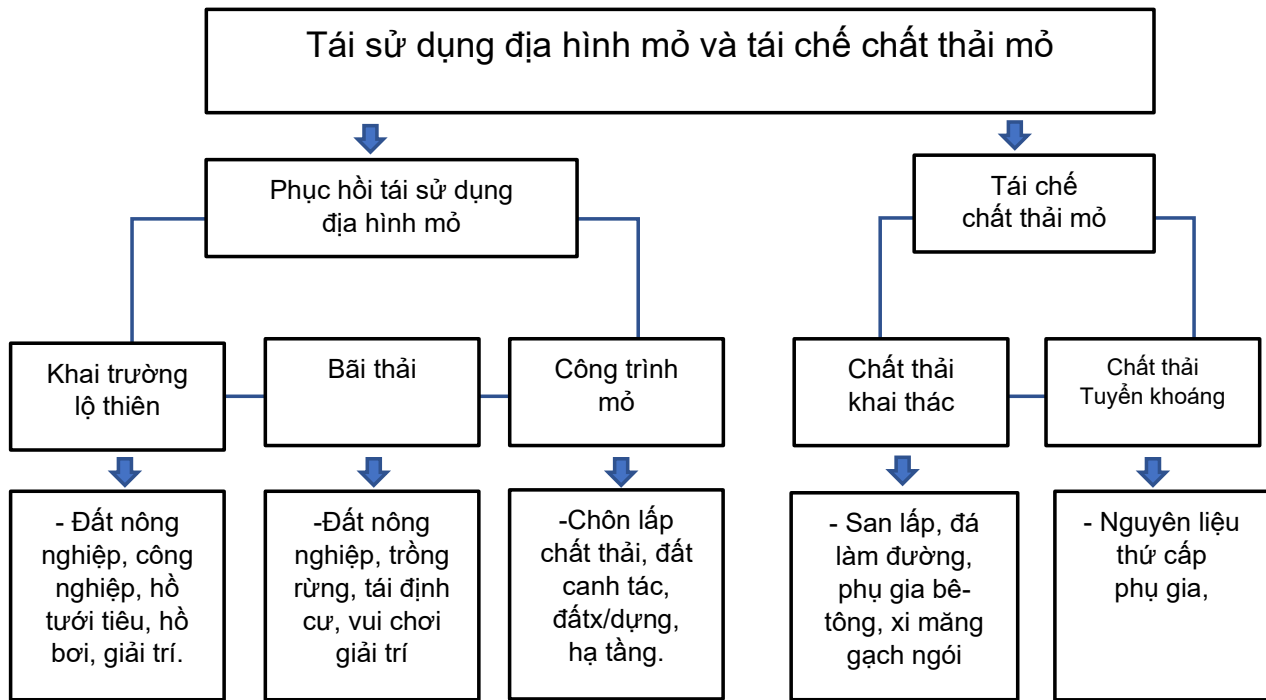 Tái sử dụng địa hình mỏ và tái chế chất thải mỏ
Phục hồi tái sử dụng
địa hình mỏ
Tái chế
chất thải mỏ
Khai trường
lộ thiên
Bãi thải
Công trình
mỏ
Chất thải
khai thác
Chất thải
Tuyển khoáng
- Đất nông
nghiệp, công
nghiệp, hồ
tưới tiêu, hồ
bơi, giải trí.
-Đất nông
nghiệp, trồng
rừng, tái định
cư, vui chơi
giải trí
-Chôn lấp
chất thải, đất
canh tác,
đấtx/dựng,
hạ tầng.
- San lấp, đá
làm đường,
phụ gia bê-
tông, xi măng
gạch ngói
- Nguyên liệu
thứ cấp
phụ gia,